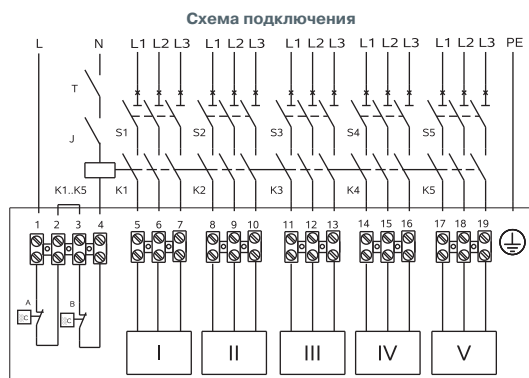 Схема подключения
L N L1 L2 L3 L1 L2 L3 L1 L2 L3 L1 L2 L3 L1 L2 L3 PE
T
S1 S2 S3 S4 S5
J
K1..K5 K1 K2 K3 K4 K5
1 2 3 4 5 6 7 8 9 10 11 12 13 14 15 16 17 18 19
A B
I II III IV V